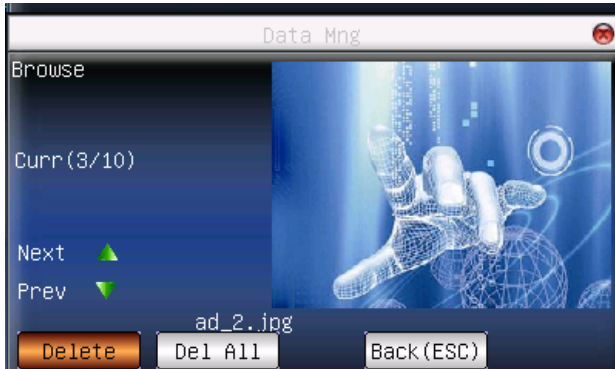 Data Mng
Browse
Curr(3/10)
Next
Prev
ad_2.jpg
Delete
Del All
Back(ESC)